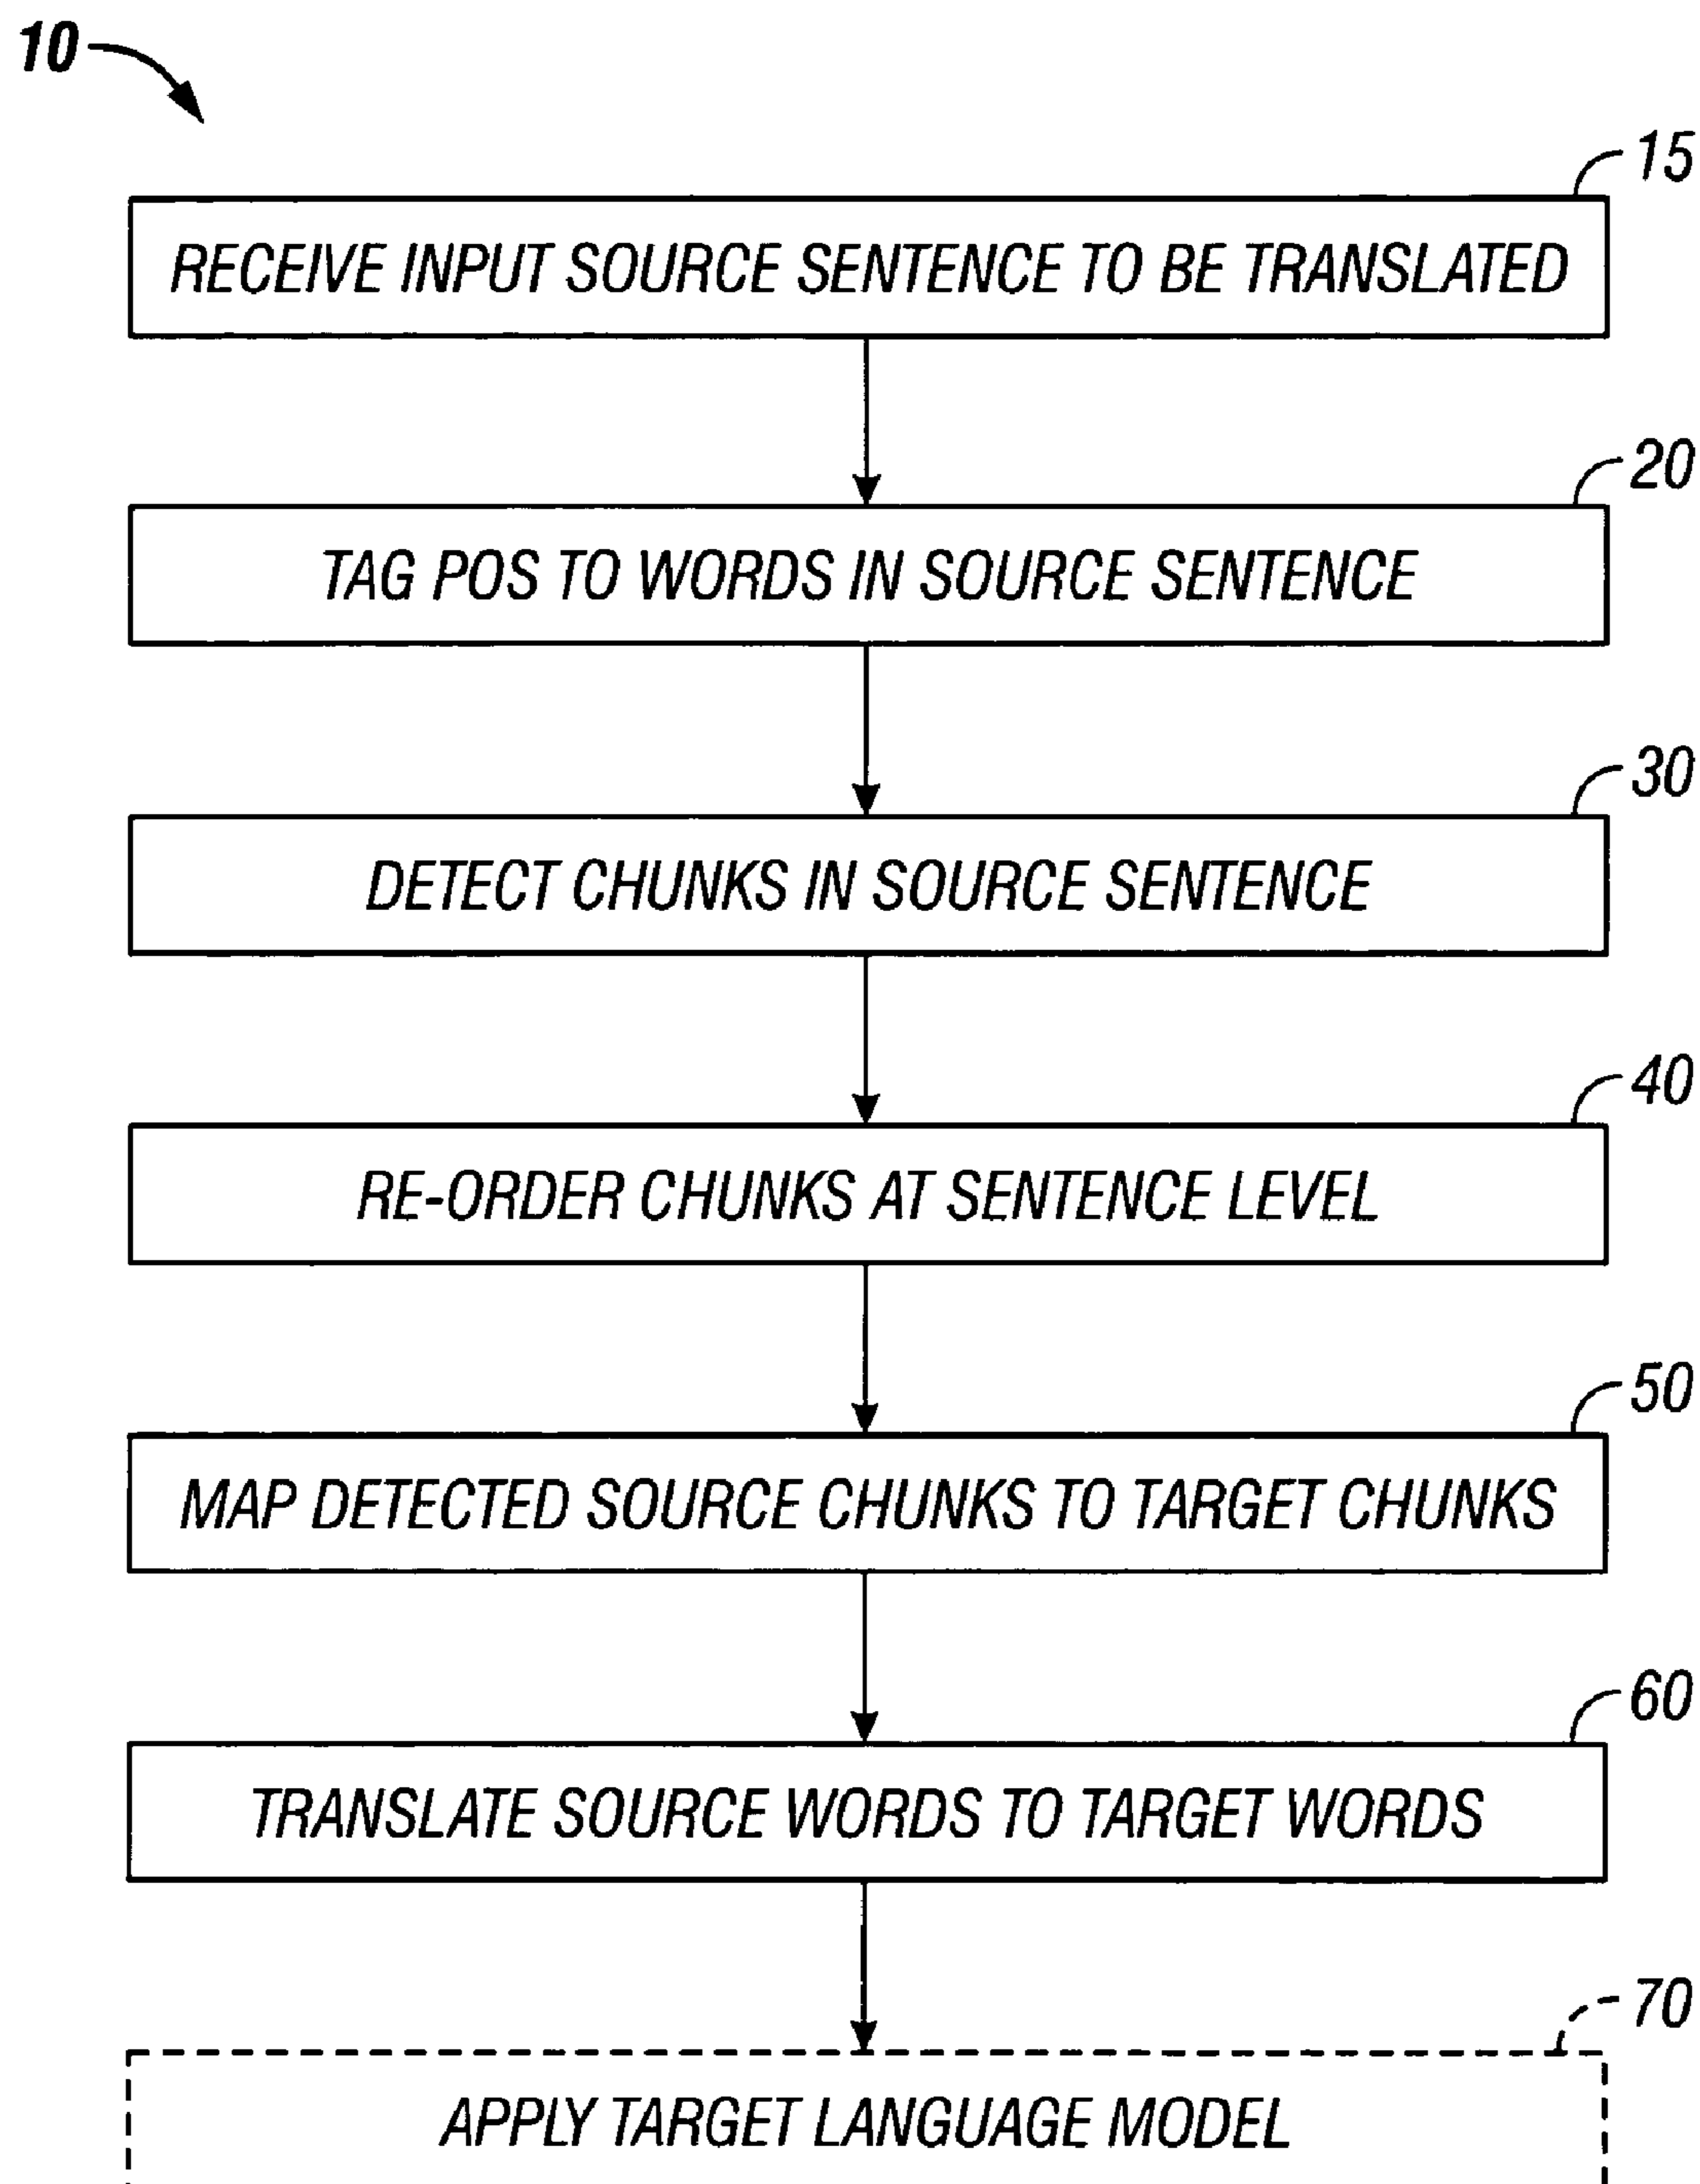 10
15
RECEIVE INPUT SOURCE SENTENCE TO BE TRANSLATED
20
TAG POS TO WORDS IN SOURCE SENTENCE
30
DETECT CHUNKS IN SOURCE SENTENCE
40
RE-ORDER CHUNKS AT SENTENCE LEVEL
50
MAP DETECTED SOURCE CHUNKS TO TARGET CHUNKS
60
TRANSLATE SOURCE WORDS TO TARGET WORDS
70
APPLY TARGET LANGUAGE MODEL